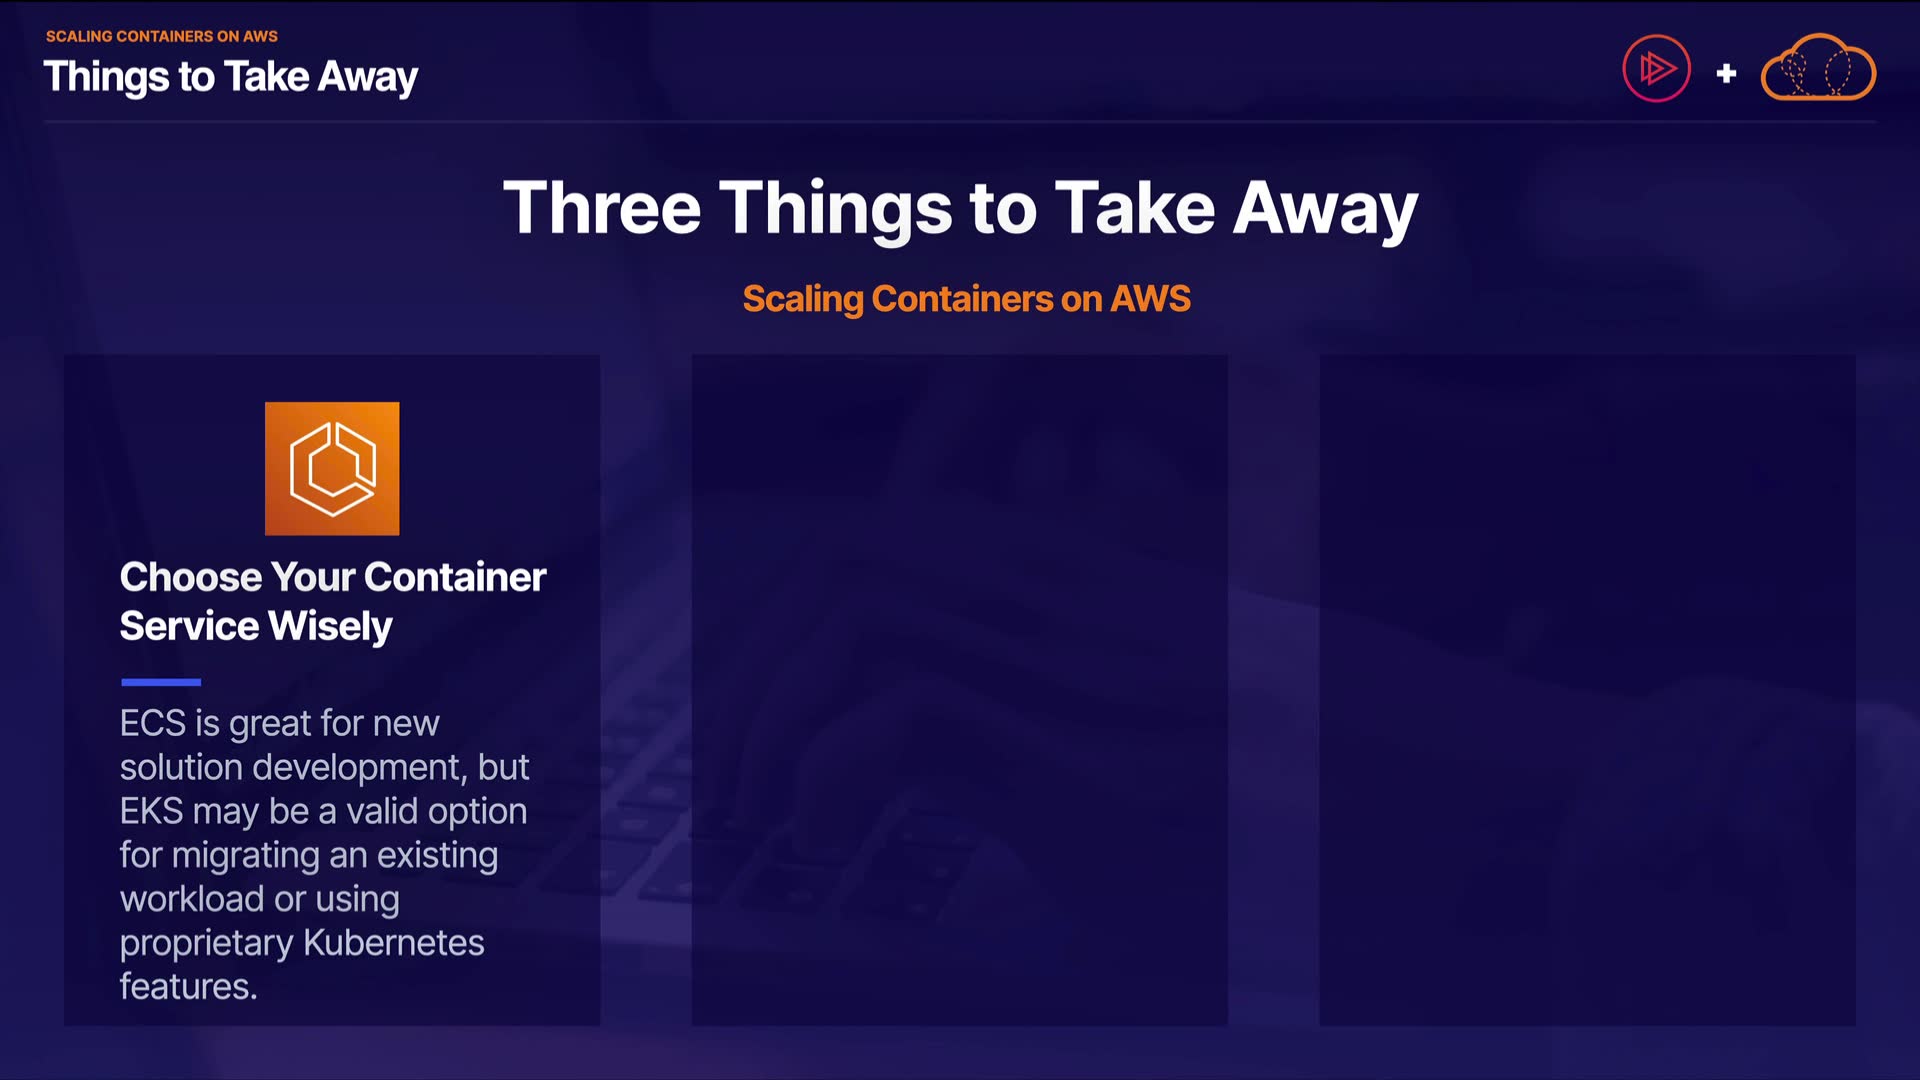 SCALING CONTAINERS ON AWS
Things to Take Away
Three Things to Take Away
Scaling Containers on AWS
Choose Your Container
Service Wisely
ECS is great for new
solution development, but
EKS may be a valid option
for migrating an existing
workload or using
proprietary Kubernetes
features.